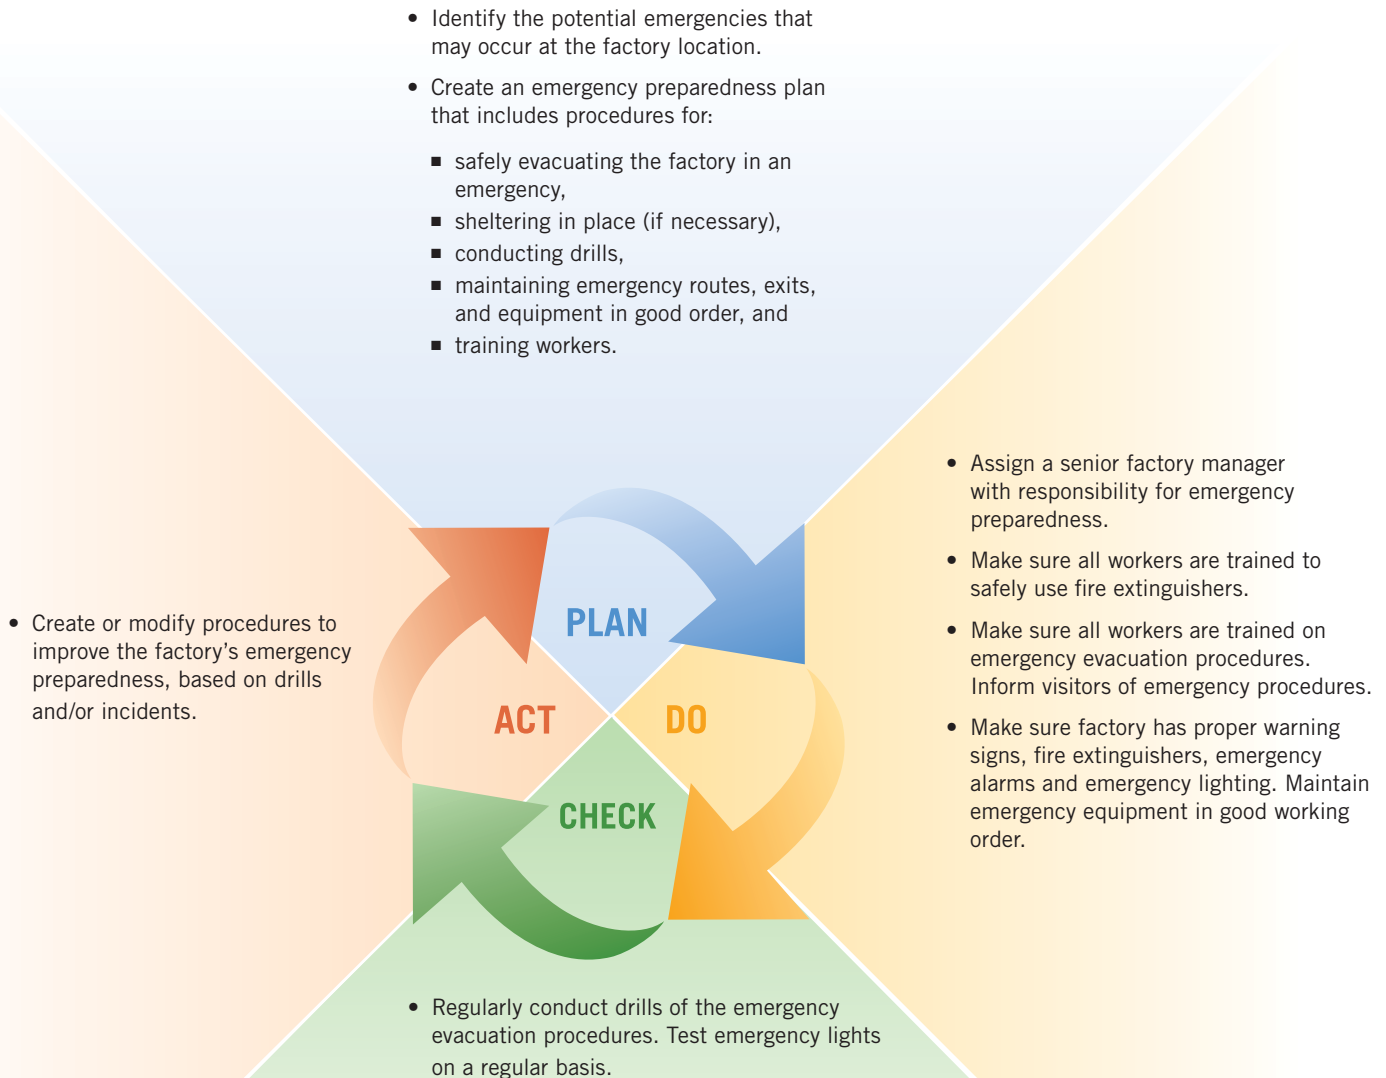 • Identify the potential emergencies that
may occur at the factory location.
• Create an emergency preparedness plan
that includes procedures for:
■ safely evacuating the factory in an
emergency,
■ sheltering in place (if necessary),
■ conducting drills,
■ maintaining emergency routes, exits,
and equipment in good order, and
■ training workers.
• Assign a senior factory manager
with responsibility for emergency
preparedness.
• Make sure all workers are trained to
safely use fire extinguishers.
• Make sure all workers are trained on
emergency evacuation procedures.
Inform visitors of emergency procedures.
• Make sure factory has proper warning
signs, fire extinguishers, emergency
alarms and emergency lighting. Maintain
emergency equipment in good working
order.
• Create or modify procedures to
improve the factory’s emergency
preparedness, based on drills
and/or incidents.
PLAN
ACT
DO
CHECK
• Regularly conduct drills of the emergency
evacuation procedures. Test emergency lights
on a regular basis.